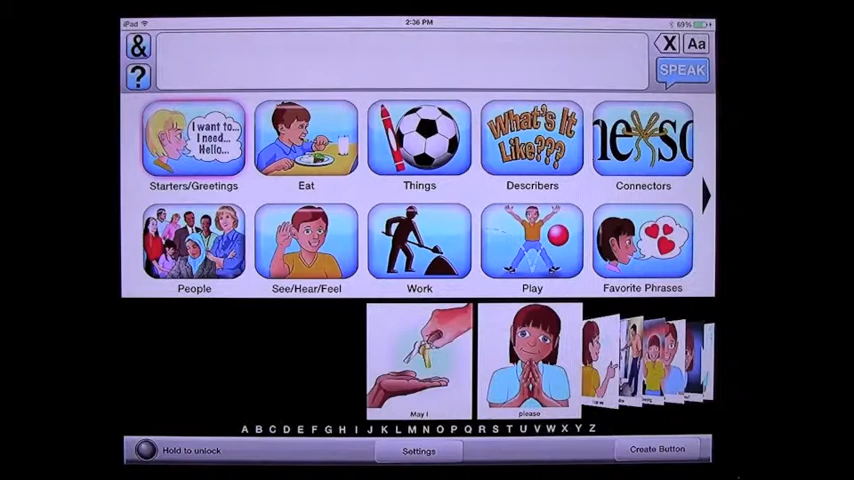 iPad 2:36 PM 69%
& X Aa
? SPEAK
I want to...
I need...
Hello...
What's It
Like???
Starters/Greetings Eat Things Describers Connectors
People See/Hear/Feel Work Play Favorite Phrases
May I please
A B C D E F G H I J K L M N O P Q R S T U V W X Y Z
Hold to unlock Settings Create Button